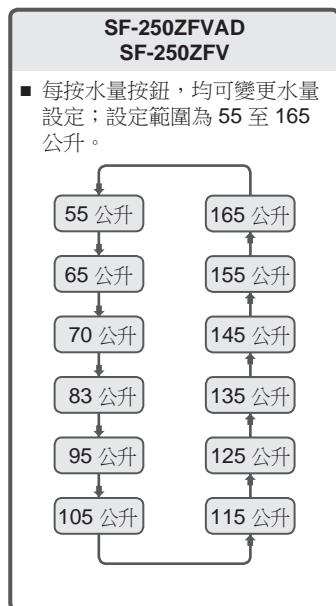 SF-250ZFVAD
SF-250ZFV
■ 每按水量按鈕，均可變更水量
設定；設定範圍為 55 至 165
公升。
55 公升
65 公升
70 公升
83 公升
95 公升
105 公升
165 公升
155 公升
145 公升
135 公升
125 公升
115 公升